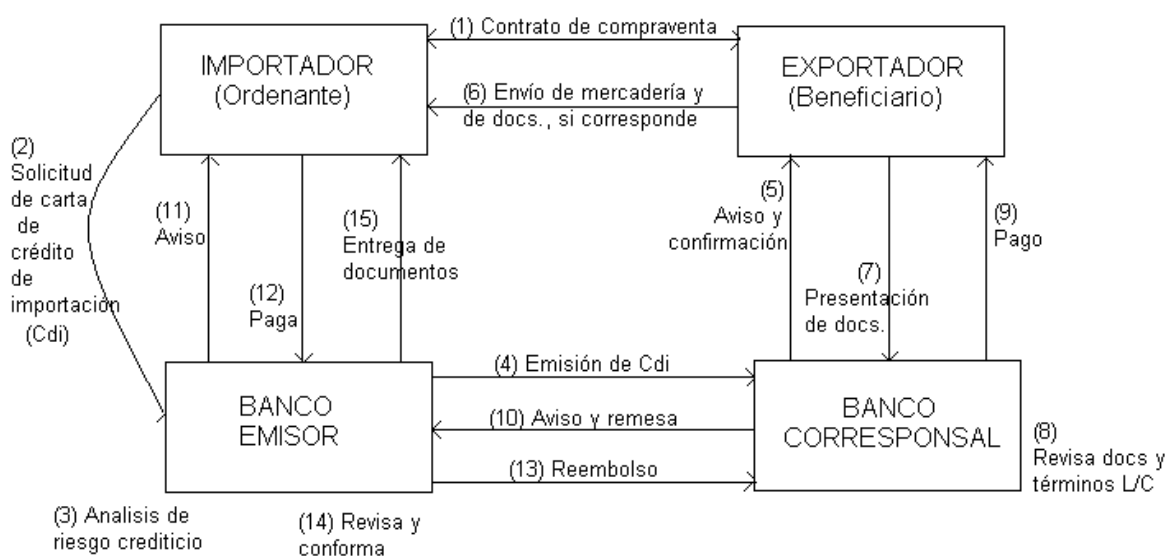 (1) Contrato de compraventa
IMPORTADOR
(Ordenante)
EXPORTADOR
(Beneficiario)
(6) Envío de mercadería y
de docs., si corresponde
(2)
Solicitud
de carta
de
crédito
de
importación
(Cdi)
(11)
Aviso
(15)
Entrega de
documentos
(12)
Paga
(5)
Aviso y
confirmación
(9)
Pago
(7)
Presentación
de docs.
(4) Emisión de Cdi
BANCO
EMISOR
(10) Aviso y remesa
BANCO
CORRESPONSAL
(13) Reembolso
(8)
Revisa docs y
términos L/C
(3) Analisis de
riesgo crediticio
(14) Revisa y
conforma